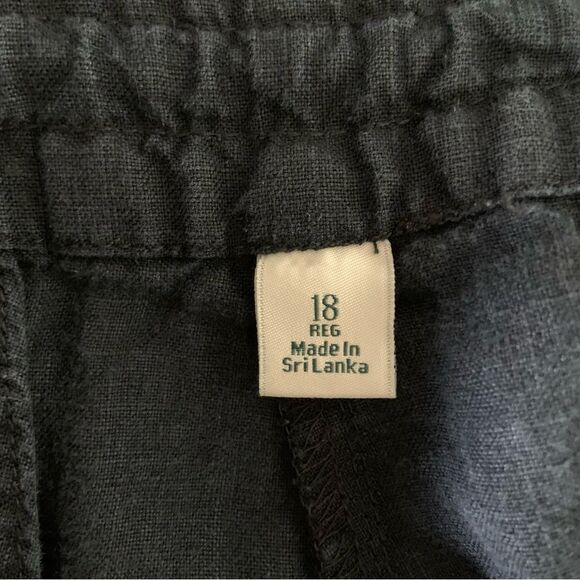 18
REG
Made In
Sri Lanka